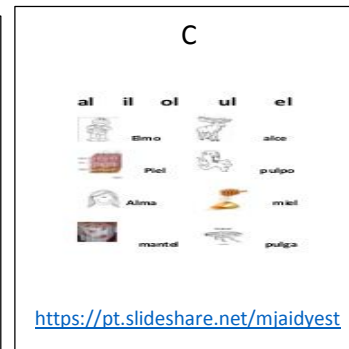 C
al il ol ul el
Elmo alce
Piel pulpo
Alma miel
mantel pulga
https://pt.slideshare.net/mjaidyest